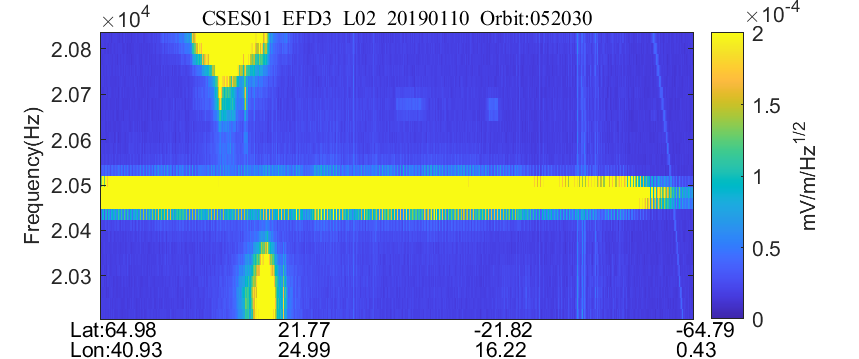 ×10⁴ CSES01 EFD3 L02 20190110 Orbit:052030 ×10⁻⁴
2.08
2.07
2.06
2.05
2.04
2.03
Frequency(Hz)
2
1.5
1
0.5
0
mV/m/Hz^1/2
Lat:64.98 21.77 -21.82 -64.79
Lon:40.93 24.99 16.22 0.43